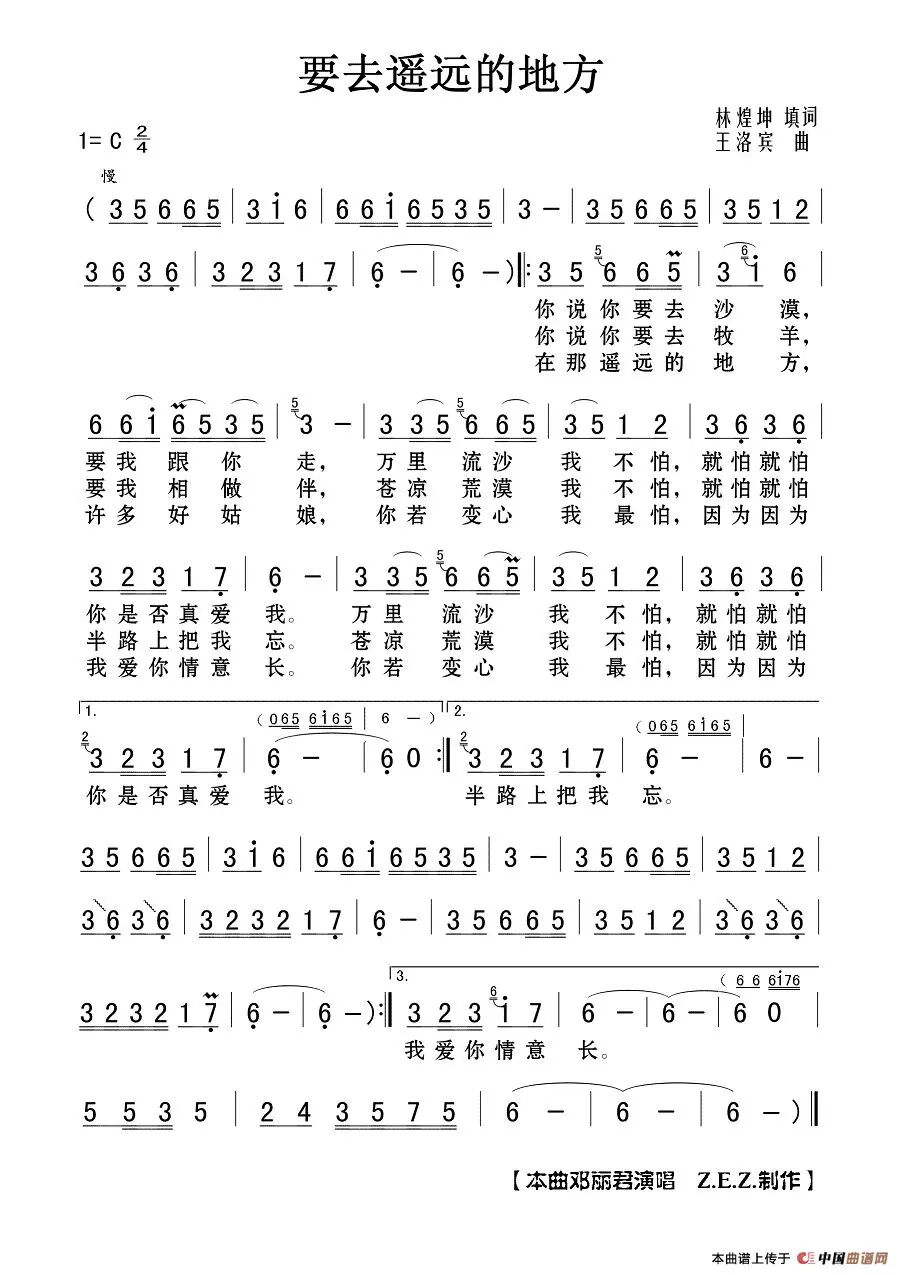 要去遥远的地方
林煌坤 填词
1= C 2/4 王洛宾 曲
慢
( 3 5 6 6 5 | 3 i 6 | 6 6 i 6 5 3 5 | 3 — | 3 5 6 6 5 | 3 5 1 2 |
3 6 3 6 | 3 2 3 1 7 | 6 — | 6 — ) ‖: 3 5 5 6 6 5 | 3 6 i 6 |
你说你要去沙漠,
你说你要去牧羊,
在那遥远的地方,
6 6 i 6 5 3 5 | 5 3 — | 3 3 5 5 6 6 5 | 3 5 1 2 | 3 6 3 6 |
要我跟你走, 万里流沙我不怕, 就怕就怕
要我相做伴, 苍凉荒漠我不怕, 就怕就怕
许多好姑娘, 你若变心我最怕, 因为因为
3 2 3 1 7 | 6 — | 3 3 5 5 6 6 5 | 3 5 1 2 | 3 6 3 6 |
你是否真爱我。 万里流沙我不怕, 就怕就怕
半路上把我忘。 苍凉荒漠我不怕, 就怕就怕
我爱你情意长。 你若变心我最怕, 因为因为
1. ( 0 6 5 6 i 6 5 | 6 — ) 2. ( 0 6 5 6 i 6 5 )
2 3 2 3 1 7 | 6 — | 6 0 :‖ 2 3 2 3 1 7 | 6 — | 6 — |
你是否真爱我。 半路上把我忘。
3 5 6 6 5 | 3 i 6 | 6 6 i 6 5 3 5 | 3 — | 3 5 6 6 5 | 3 5 1 2 |
3 6 3 6 | 3 2 3 2 1 7 | 6 — | 3 5 6 6 5 | 3 5 1 2 | 3 6 3 6 |
3. ( 6 6 6 i 7 6
3 2 3 2 1 7 | 6 — | 6 — ) :‖ 3 2 3 6 i 7 | 6 — | 6 — | 6 0 |
我爱你情意长。
5 5 3 5 | 2 4 3 5 7 5 | 6 — | 6 — | 6 — ) ‖
【本曲邓丽君演唱 Z.E.Z.制作】
本曲谱上传于 中国曲谱网